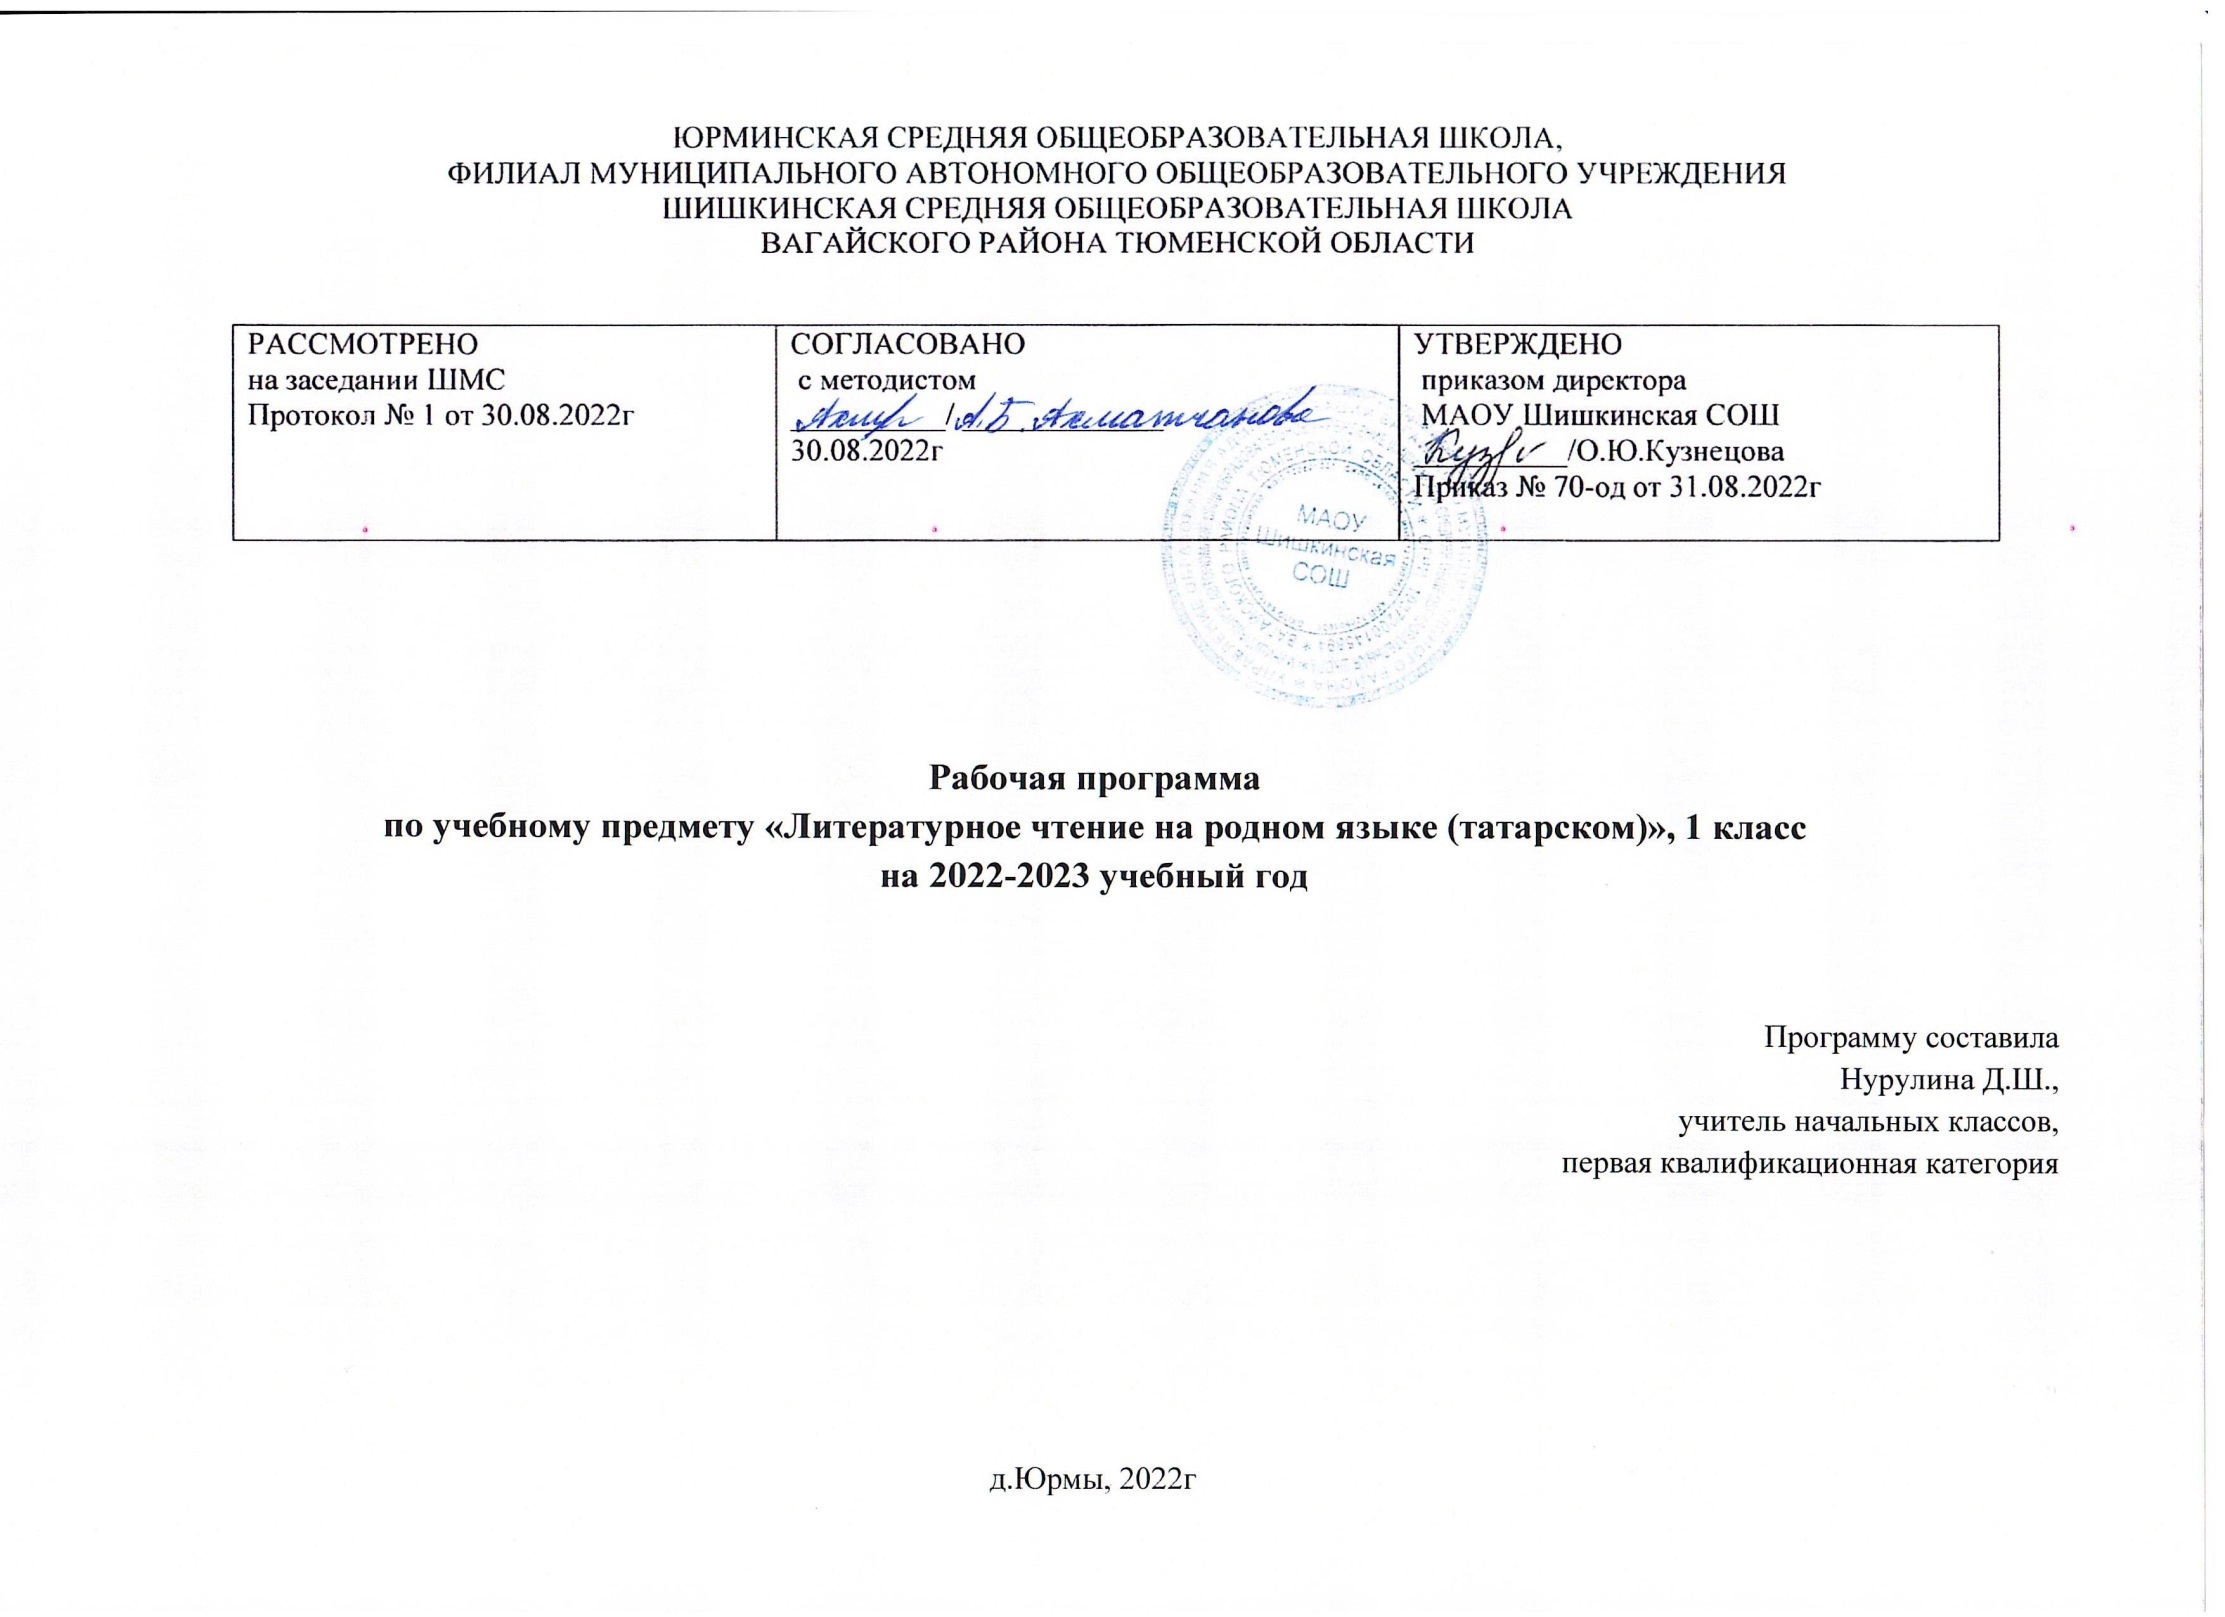 ЮРМИНСКАЯ СРЕДНЯЯ ОБЩЕОБРАЗОВАТЕЛЬНАЯ ШКОЛА,
ФИЛИАЛ МУНИЦИПАЛЬНОГО АВТОНОМНОГО ОБЩЕОБРАЗОВАТЕЛЬНОГО УЧРЕЖДЕНИЯ
ШИШКИНСКАЯ СРЕДНЯЯ ОБЩЕОБРАЗОВАТЕЛЬНАЯ ШКОЛА
ВАГАЙСКОГО РАЙОНА ТЮМЕНСКОЙ ОБЛАСТИ
РАССМОТРЕНО
на заседании ШМС
Протокол № 1 от 30.08.2022г
СОГЛАСОВАНО
с методистом
/А.Б. Ахматчанова
30.08.2022г
УТВЕРЖДЕНО
приказом директора
МАОУ Шишкинская СОШ
/О.Ю.Кузнецова
Приказ № 70-од от 31.08.2022г
МАОУ
Шишкинская
СОШ
Рабочая программа
по учебному предмету «Литературное чтение на родном языке (татарском)», 1 класс
на 2022-2023 учебный год
Программу составила
Нурулина Д.Ш.,
учитель начальных классов,
первая квалификационная категория
д.Юрмы, 2022г